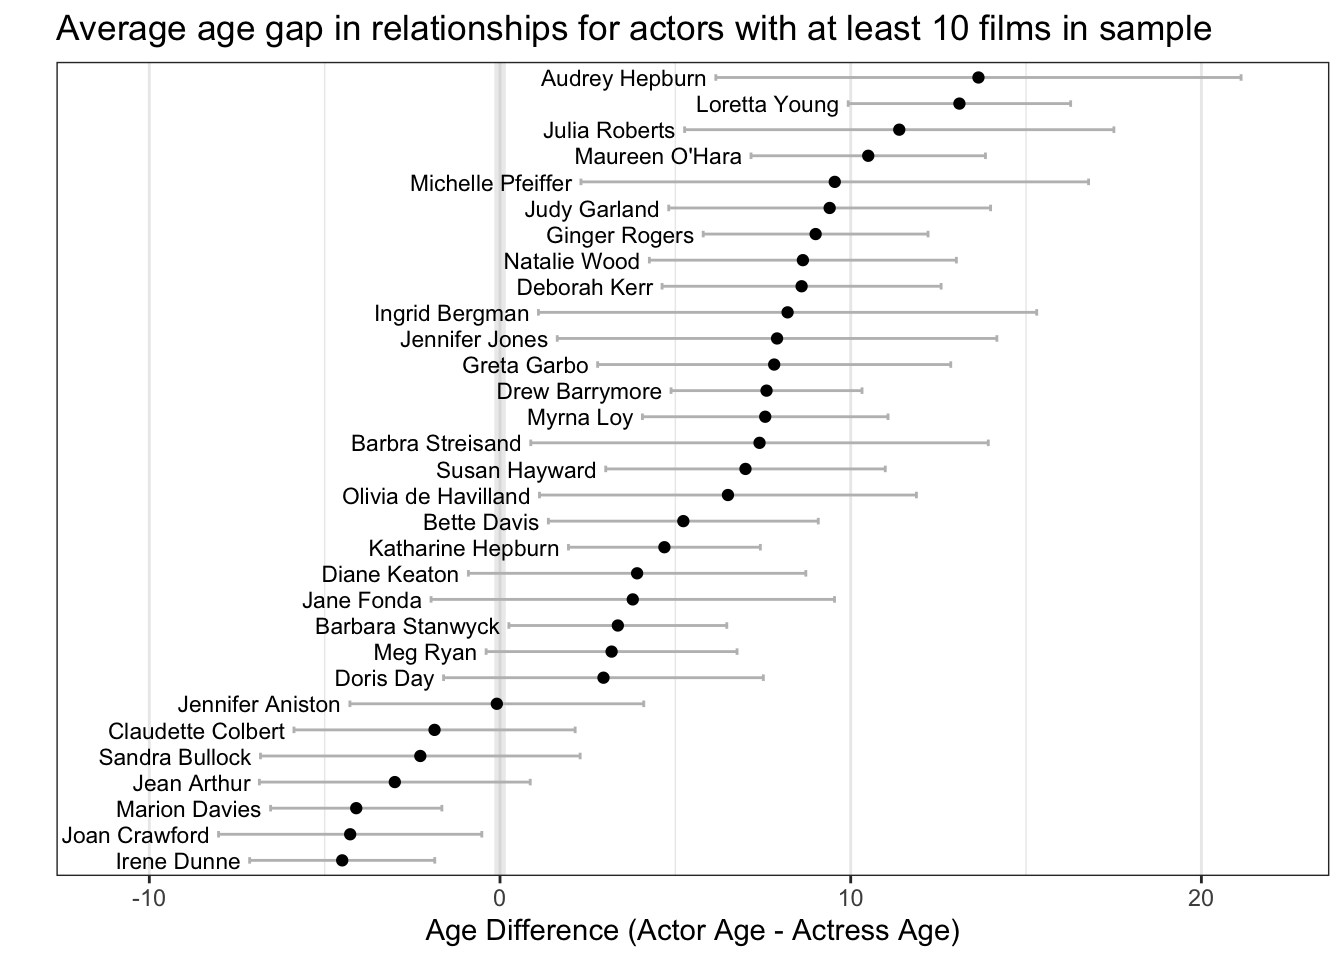 Average age gap in relationships for actors with at least 10 films in sample
Audrey Hepburn
Loretta Young
Julia Roberts
Maureen O'Hara
Michelle Pfeiffer
Judy Garland
Ginger Rogers
Natalie Wood
Deborah Kerr
Ingrid Bergman
Jennifer Jones
Greta Garbo
Drew Barrymore
Myrna Loy
Barbra Streisand
Susan Hayward
Olivia de Havilland
Bette Davis
Katharine Hepburn
Diane Keaton
Jane Fonda
Barbara Stanwyck
Meg Ryan
Doris Day
Jennifer Aniston
Claudette Colbert
Sandra Bullock
Jean Arthur
Marion Davies
Joan Crawford
Irene Dunne
-10 0 10 20
Age Difference (Actor Age - Actress Age)